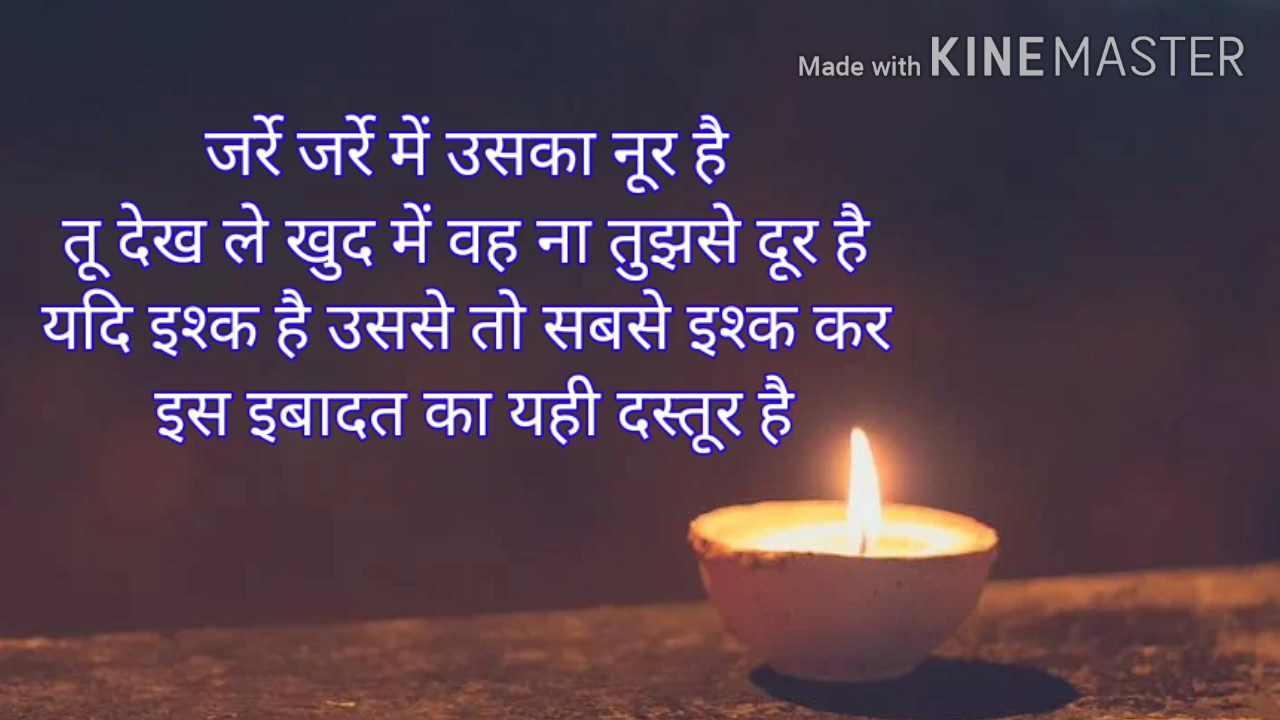 Made with KINEMASTER
जर्रे जर्रे में उसका नूर है
तू देख ले खुद में वह ना तुझसे दूर है
यदि इश्क है उससे तो सबसे इश्क कर
इस इबादत का यही दस्तूर है